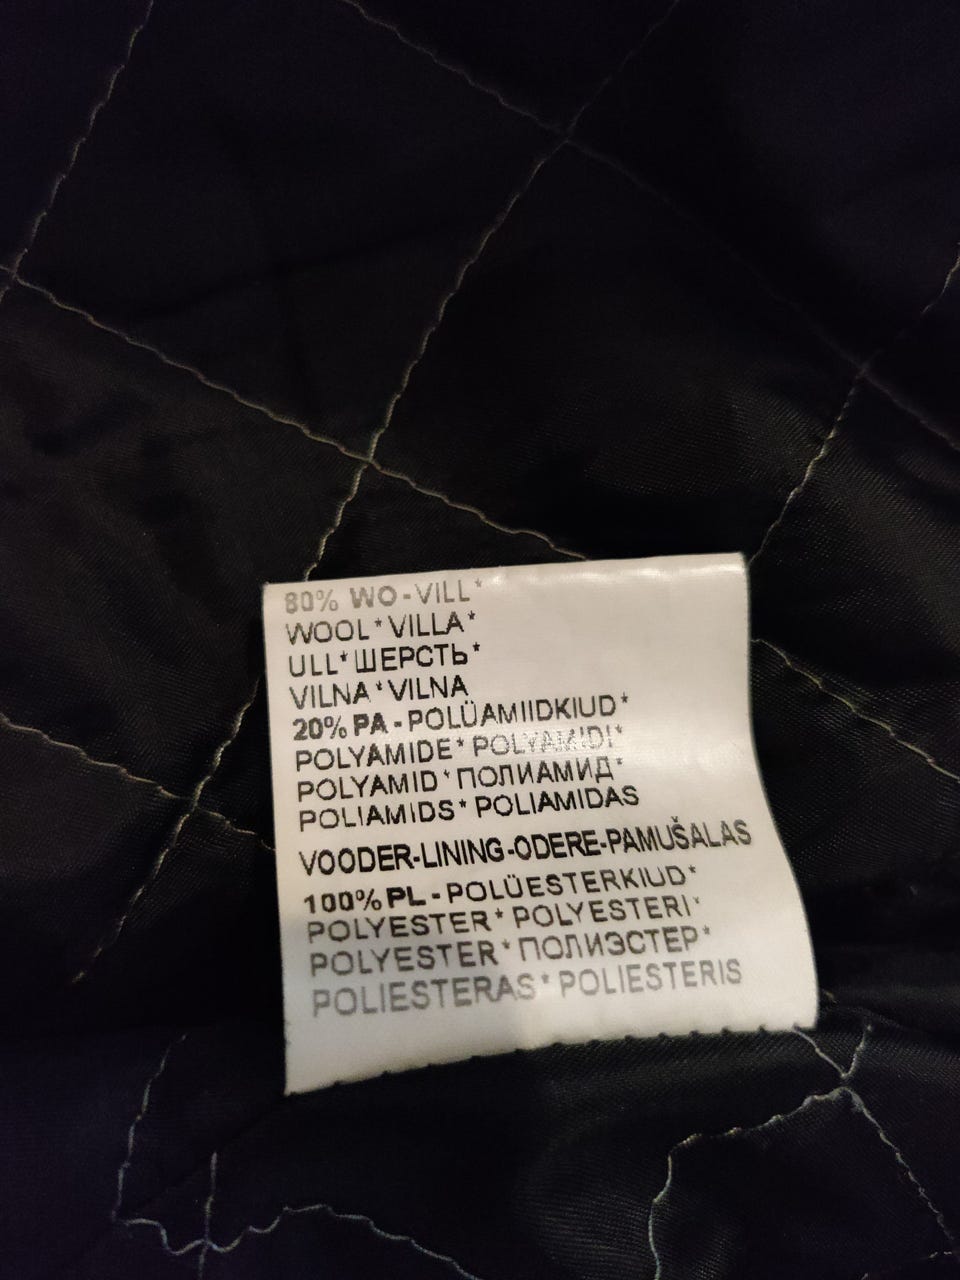 80% WO-VILL*
WOOL*VILLA*
ULL*ШЕРСТЬ*
VILNA*VILNA
20% PA-POLÜAMIIDKIUD*
POLYAMIDE*POLYAMIDI*
POLYAMID*ПОЛИАМИД*
POLIAMIDS*POLIAMIDAS
VOODER-LINING-ODERE-PAMUŠALAS
100% PL-POLÜESTERKIUD*
POLYESTER*POLYESTERI*
POLYESTER*ПОЛИЭСТЕР*
POLIESTERAS*POLIESTERIS